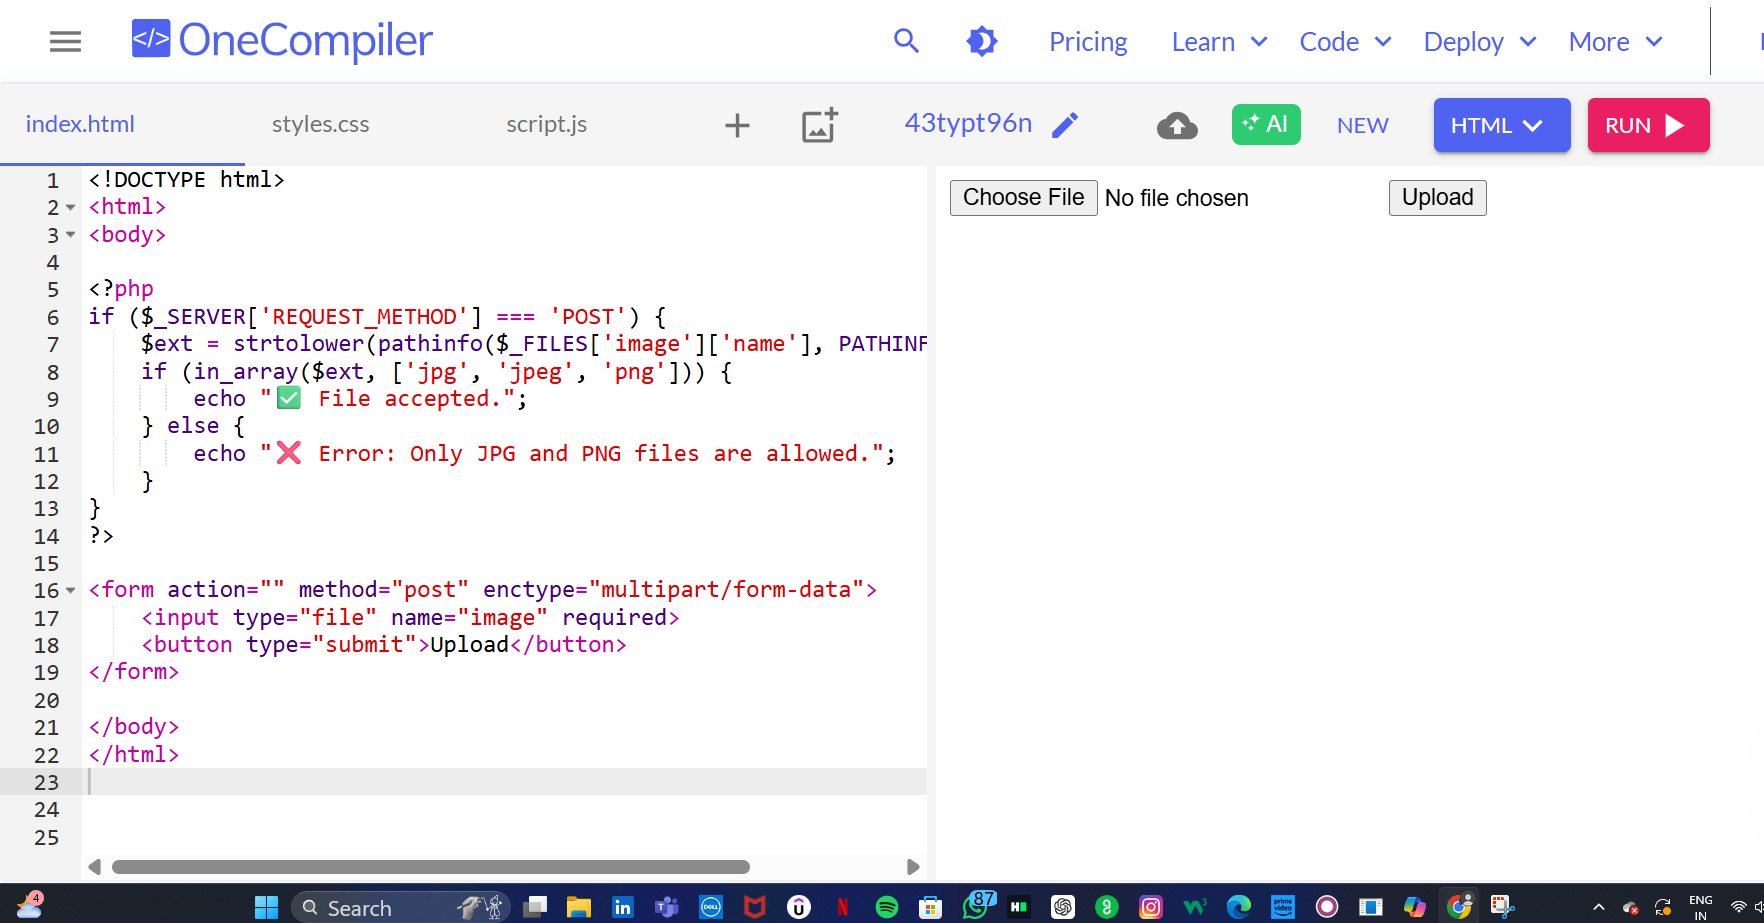 </> OneCompiler
Pricing Learn Code Deploy More
index.html styles.css script.js 43typt96n AI NEW HTML RUN
1 <!DOCTYPE html>
2 <html>
3 <body>
4
5 <?php
6 if ($_SERVER['REQUEST_METHOD'] === 'POST') {
7 $ext = strtolower(pathinfo($_FILES['image']['name'], PATHINF
8 if (in_array($ext, ['jpg', 'jpeg', 'png'])) {
9 echo "✅ File accepted.";
10 } else {
11 echo "❌ Error: Only JPG and PNG files are allowed.";
12 }
13 }
14 ?>
15
16 <form action="" method="post" enctype="multipart/form-data">
17 <input type="file" name="image" required>
18 <button type="submit">Upload</button>
19 </form>
20
21 </body>
22 </html>
23
24
25
Choose File No file chosen Upload
4
Search
in
DELL
N
87
prime video
ENG
IN